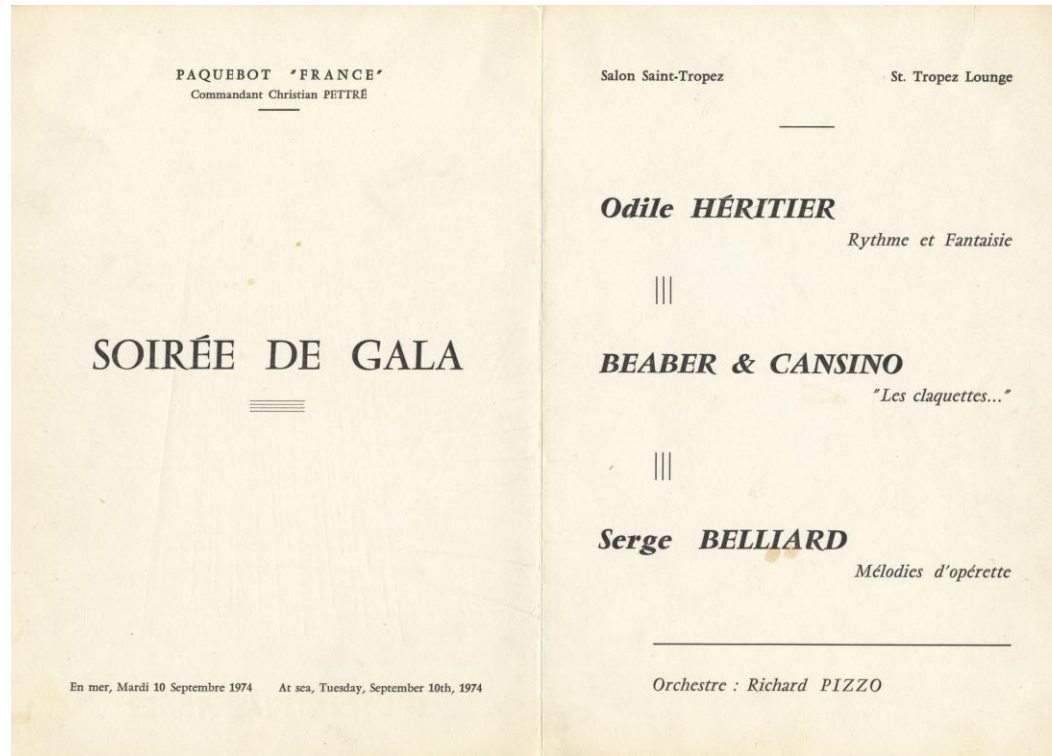 PAQUEBOT "FRANCE"
Commandant Christian PETTRÉ
SOIRÉE DE GALA
En mer, Mardi 10 Septembre 1974 At sea, Tuesday, September 10th, 1974
Salon Saint-Tropez St. Tropez Lounge
Odile HÉRITIER
Rythme et Fantaisie
BEABER & CANSINO
"Les claquettes..."
Serge BELLIARD
Mélodies d'opérette
Orchestre : Richard PIZZO